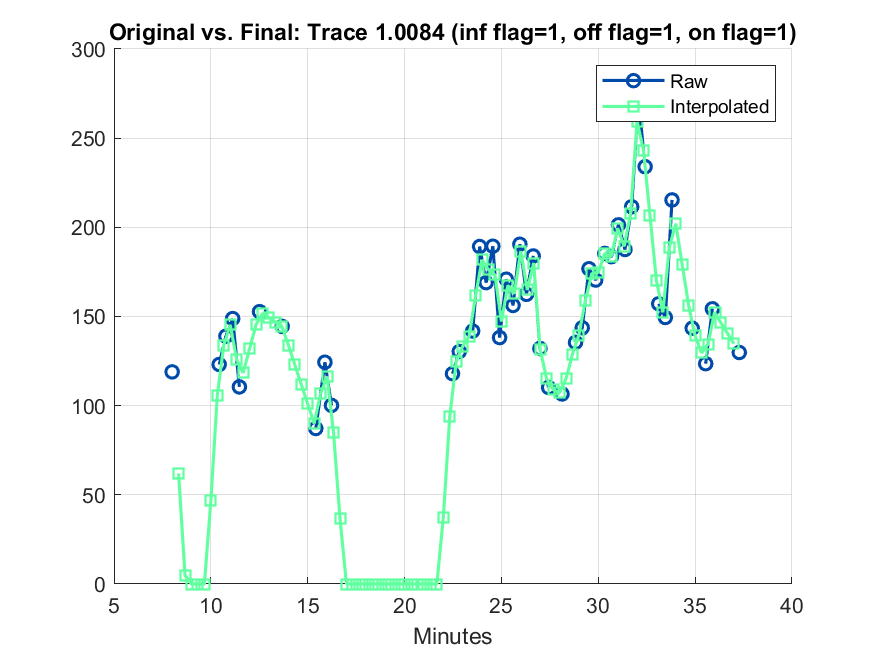 Original vs. Final: Trace 1.0084 (inf flag=1, off flag=1, on flag=1)
300
250
200
150
100
50
0
Raw
Interpolated
5 10 15 20 25 30 35 40
Minutes